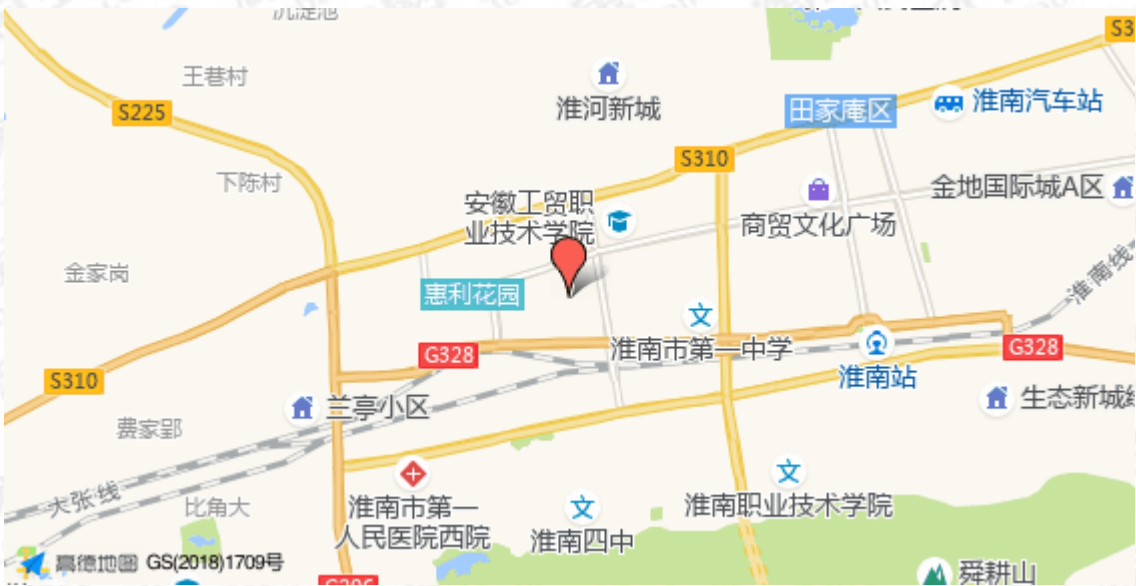 王巷村
S225
淮河新城
田家庵区
淮南汽车站
S310
下陈村
安徽工贸职
业技术学院
金地国际城A区
商贸文化广场
金家岗
惠利花园
淮南线
淮南市第一中学
G328
G328
淮南站
S310
兰亭小区
生态新城
费家郢
大张线
比角大
淮南市第一
人民医院西院
淮南四中
淮南职业技术学院
高德地图 GS(2018)1709号
舜耕山